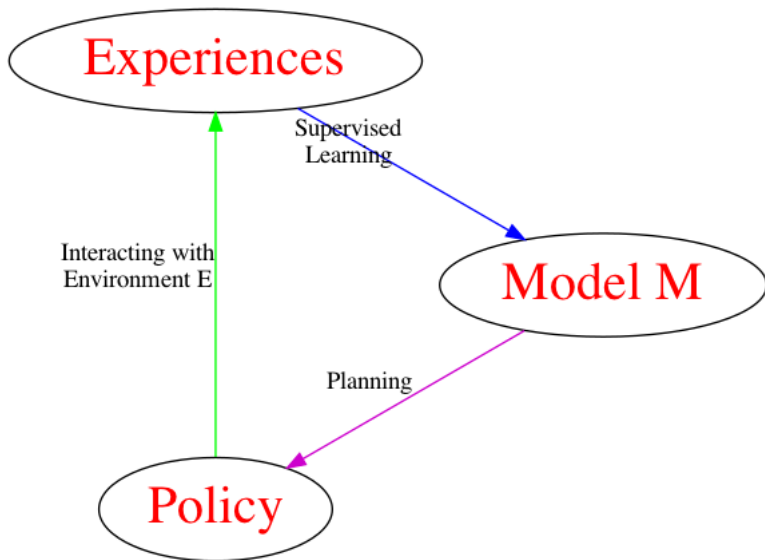 Experiences
Supervised
Learning
Interacting with
Environment E
Model M
Planning
Policy